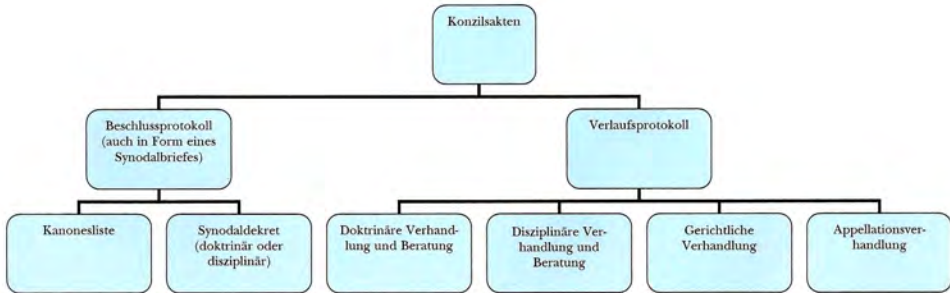 Konzilsakten
Beschlussprotokoll
(auch in Form eines
Synodalbriefes)
Verlaufsprotokoll
Kanonesliste
Synodaldekret
(doktrinär oder
disziplinär)
Doktrinäre Verhand-
lung und Beratung
Disziplinäre Ver-
handlung und
Beratung
Gerichtliche
Verhandlung
Appellationsver-
handlung